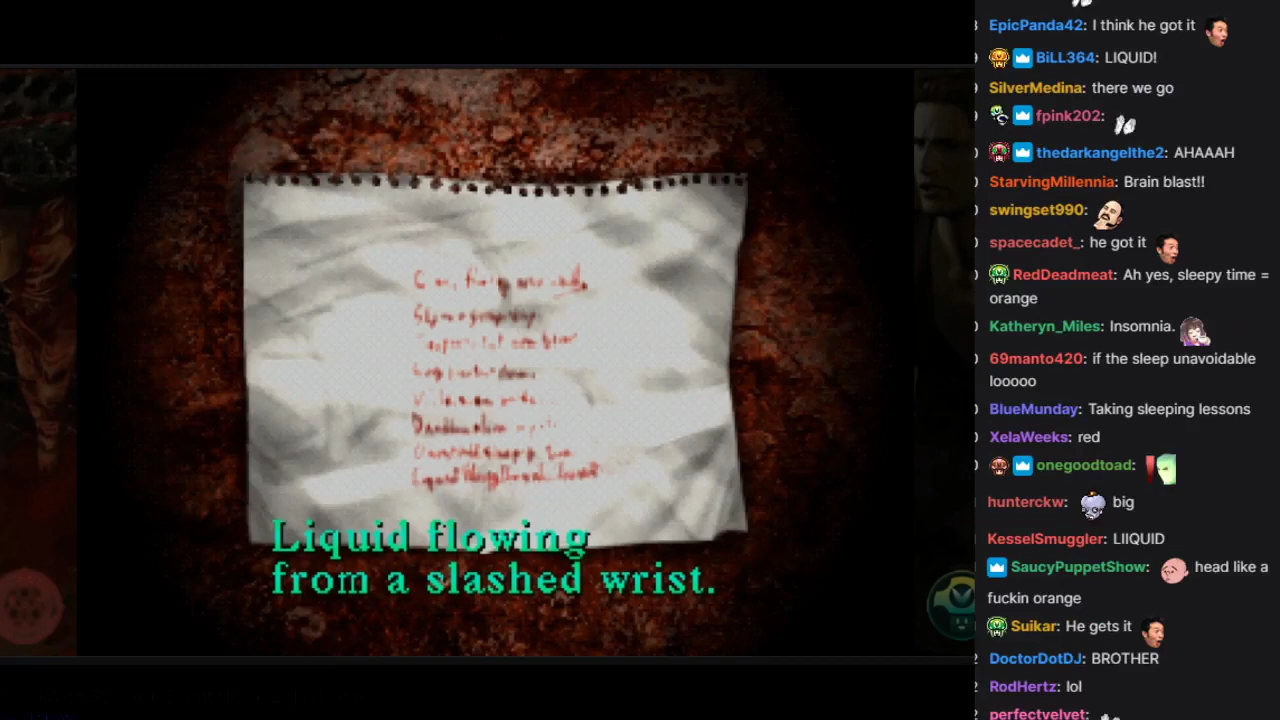 Liquid flowing
from a slashed wrist.
EpicPanda42: I think he got it
BiLL364: LIQUID!
SilverMedina: there we go
fpink202:
thedarkangelthe2: AHAAAH
StarvingMillennia: Brain blast!!
swingset990:
spacecadet_: he got it
RedDeadmeat: Ah yes, sleepy time =
orange
Katheryn_Miles: Insomnia.
69manto420: if the sleep unavoidable
looooo
BlueMunday: Taking sleeping lessons
XelaWeeks: red
onegoodtoad:
hunterckw: big
KesselSmuggler: LIIQUID
SaucyPuppetShow: head like a
fuckin orange
Suikar: He gets it
DoctorDotDJ: BROTHER
RodHertz: lol
perfectvelvet: